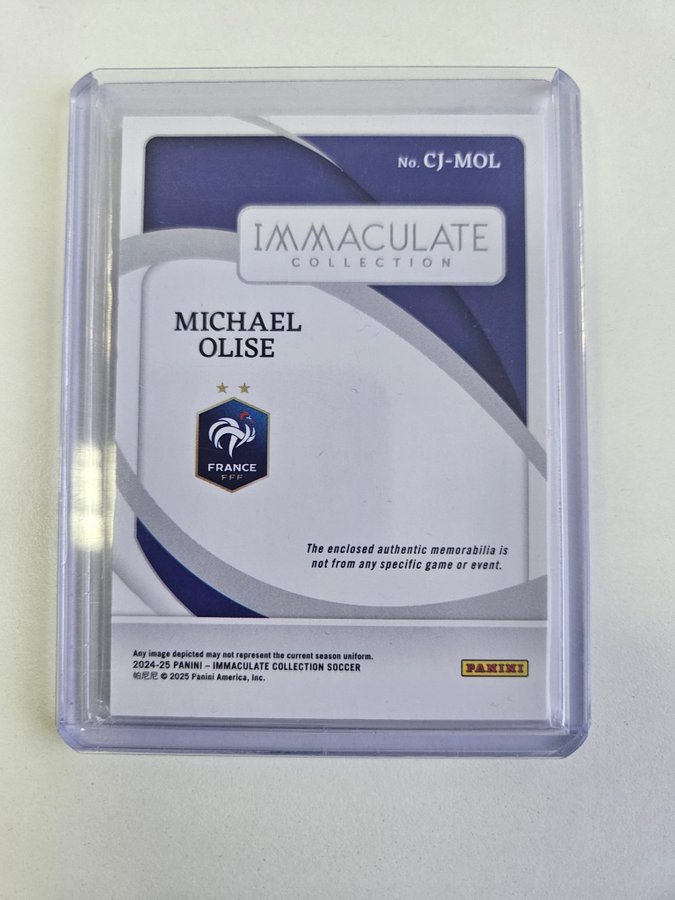 No. CJ-MOL
IMMACULATE
COLLECTION
MICHAEL
OLISE
FRANCE
FFF
The enclosed authentic memorabilia is
not from any specific game or event.
Any image depicted may not represent the current season uniform.
2024-25 PANINI – IMMACULATE COLLECTION SOCCER
帕尼尼 © 2025 Panini America, Inc.
PANINI